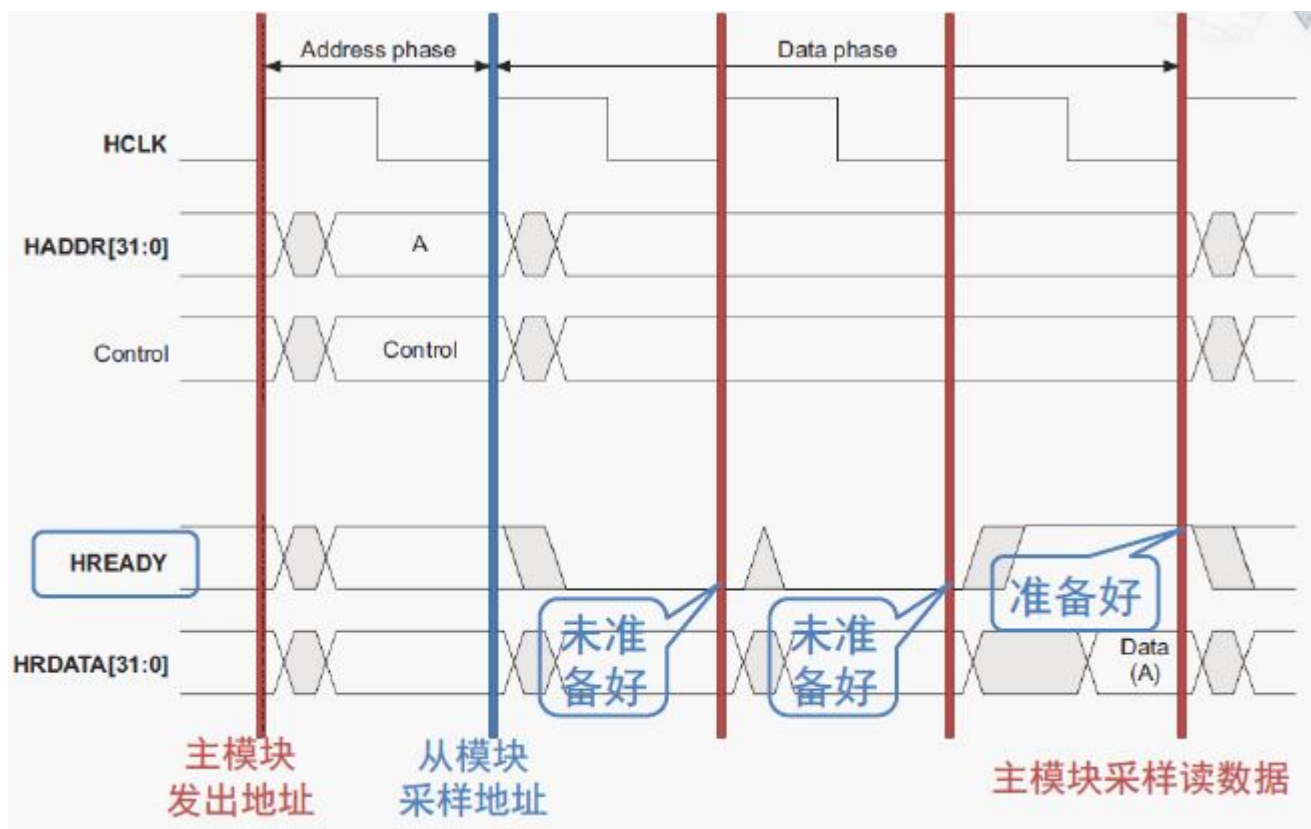 Address phase
Data phase
HCLK
HADDR[31:0]
A
Control
Control
HREADY
未准
备好
未准
备好
准备好
HRDATA[31:0]
Data
(A)
主模块
发出地址
从模块
采样地址
主模块采样读数据